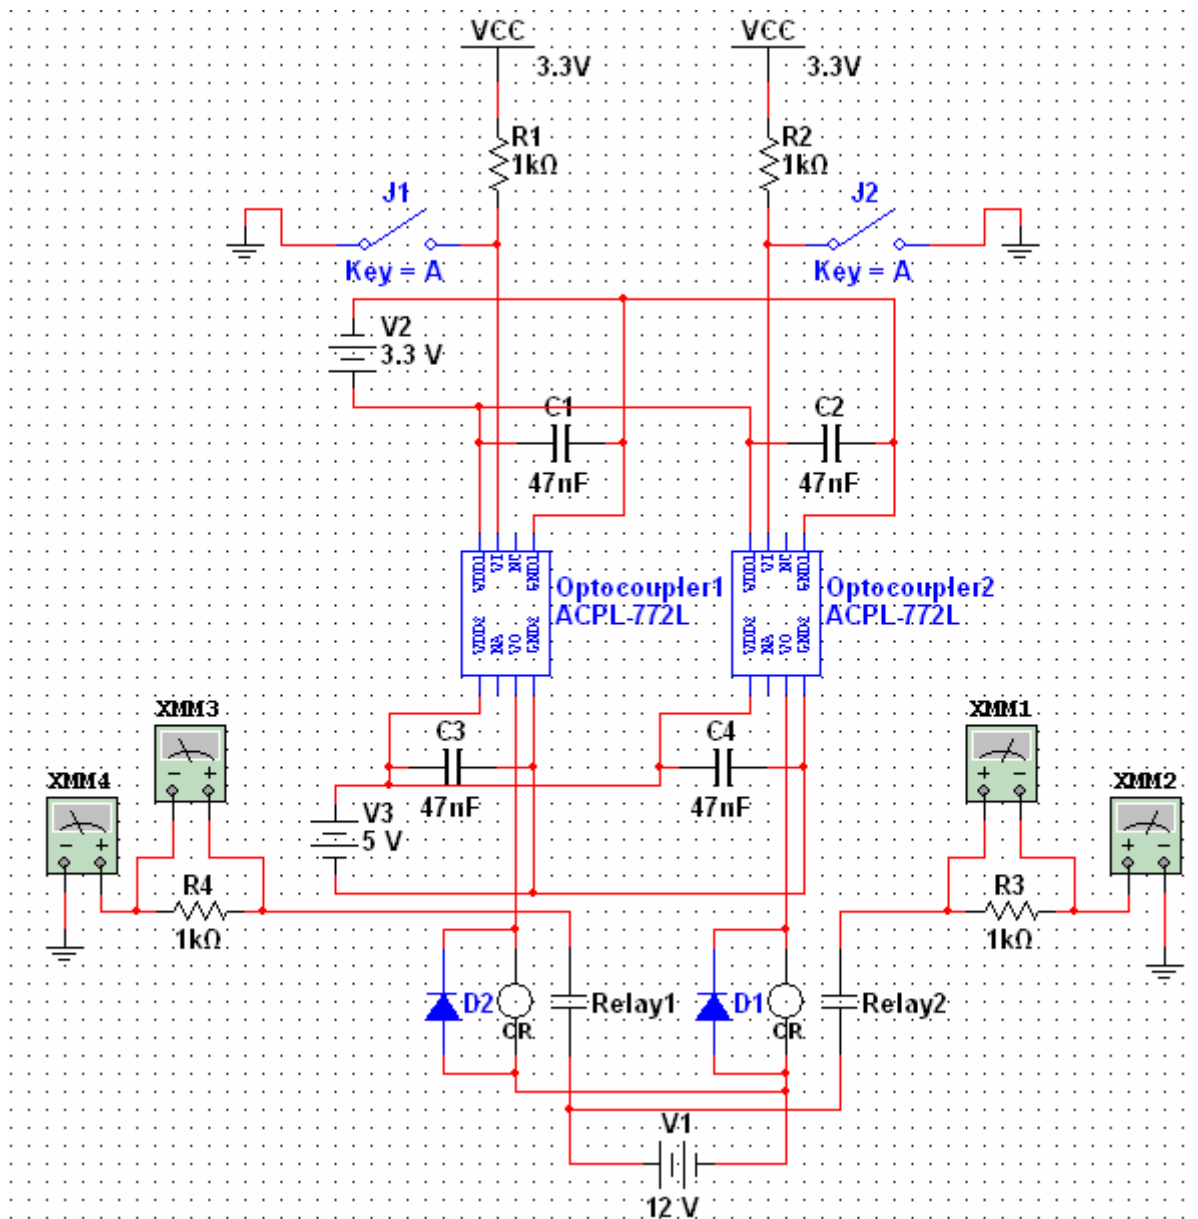 VCC
VCC
3.3V
3.3V
R1
1kΩ
R2
1kΩ
J1
J2
Key = A
Key = A
V2
3.3 V
C1
C2
47nF
47nF
VDD1 VI NC GND1
VDD1 VI NC GND1
Optocoupler1
ACPL-772L
Optocoupler2
ACPL-772L
VDD2 NA VO GND2
VDD2 NA VO GND2
XMM3
XMM1
C3
C4
XMM4
XMM2
47nF
47nF
V3
5 V
R4
1kΩ
R3
1kΩ
D2
CR
Relay1
D1
CR
Relay2
V1
12 V